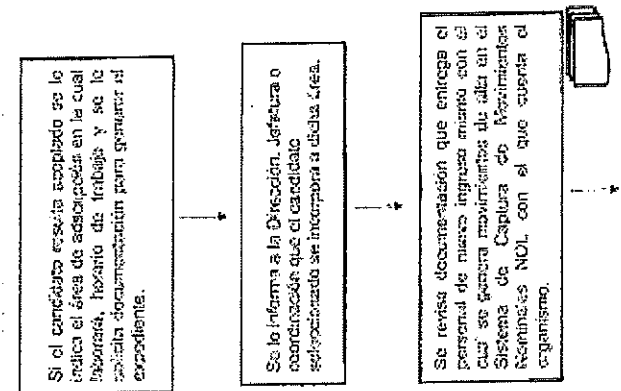 Si el candidato resulta aceptado se le
indica el área de adscripción en la cual
laborará, horario de trabajo y se le
solicita documentación para generar el
expediente.
Se le informa a la Dirección, Jefatura o
coordinación que el candidato
seleccionado se incorpora a dicha área.
Se revisa documentación que entrega el
personal de nuevo ingreso mismo con el
cual se genera movimientos de alta en el
Sistema de Captura de Movimientos
Nominales NOL con el que cuenta el
organismo.